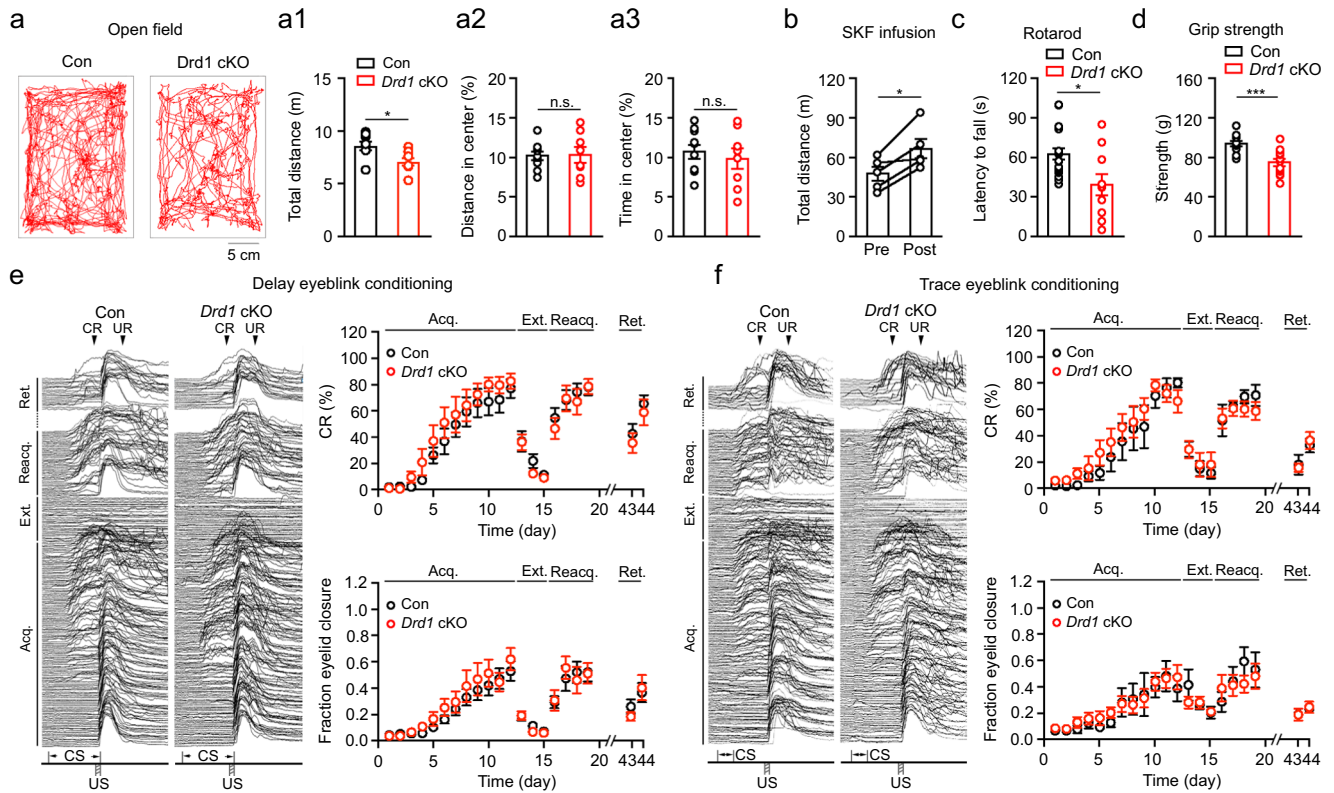 a
Open field
Con
Drd1 cKO
5 cm
a1
Con
Drd1 cKO
Total distance (m)
15
10
5
0
*
a2
Distance in center (%)
20
15
10
5
0
n.s.
a3
Time in center (%)
20
15
10
5
0
n.s.
b
SKF infusion
Total distance (m)
120
90
60
30
0
*
Pre
Post
c
Rotarod
Con
Drd1 cKO
Latency to fall (s)
120
90
60
30
0
*
d
Grip strength
Con
Drd1 cKO
Strength (g)
160
120
80
40
0
***
e
Delay eyeblink conditioning
Con
CR UR
Drd1 cKO
CR UR
Ret.
Reacq.
Ext.
Acq.
CS
US
CS
US
Acq. Ext. Reacq. Ret.
Con
Drd1 cKO
CR (%)
120
100
80
60
40
20
0
0 5 10 15 20 4344
Time (day)
Acq. Ext. Reacq. Ret.
Con
Drd1 cKO
Fraction eyelid closure
1.2
1.0
0.8
0.6
0.4
0.2
0.0
0 5 10 15 20 4344
Time (day)
f
Trace eyeblink conditioning
Con
CR UR
Drd1 cKO
CR UR
Ret.
Reacq.
Ext.
Acq.
CS
US
CS
US
Acq. Ext. Reacq. Ret.
Con
Drd1 cKO
CR (%)
120
100
80
60
40
20
0
0 5 10 15 20 4344
Time (day)
Acq. Ext. Reacq. Ret.
Con
Drd1 cKO
Fraction eyelid closure
1.2
1.0
0.8
0.6
0.4
0.2
0.0
0 5 10 15 20 4344
Time (day)